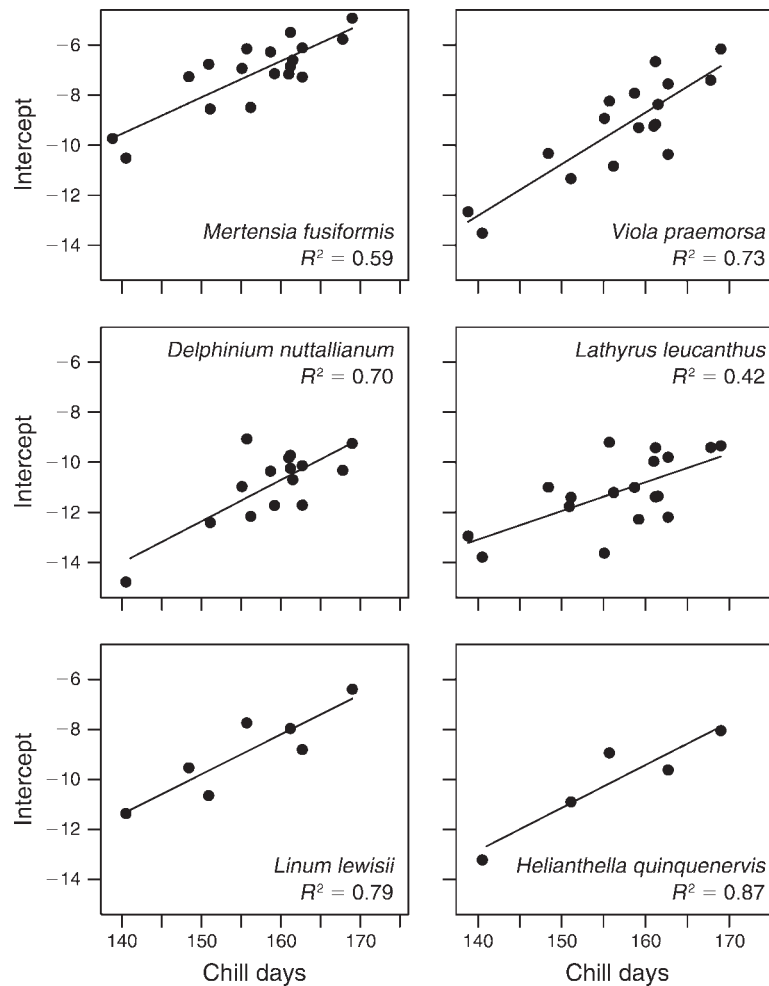 Intercept
−6
−8
−10
−12
−14
Mertensia fusiformis
R² = 0.59
Viola praemorsa
R² = 0.73
Intercept
−6
−8
−10
−12
−14
Delphinium nuttallianum
R² = 0.70
Lathyrus leucanthus
R² = 0.42
Intercept
−6
−8
−10
−12
−14
Linum lewisii
R² = 0.79
Helianthella quinquenervis
R² = 0.87
140 150 160 170
140 150 160 170
Chill days
Chill days